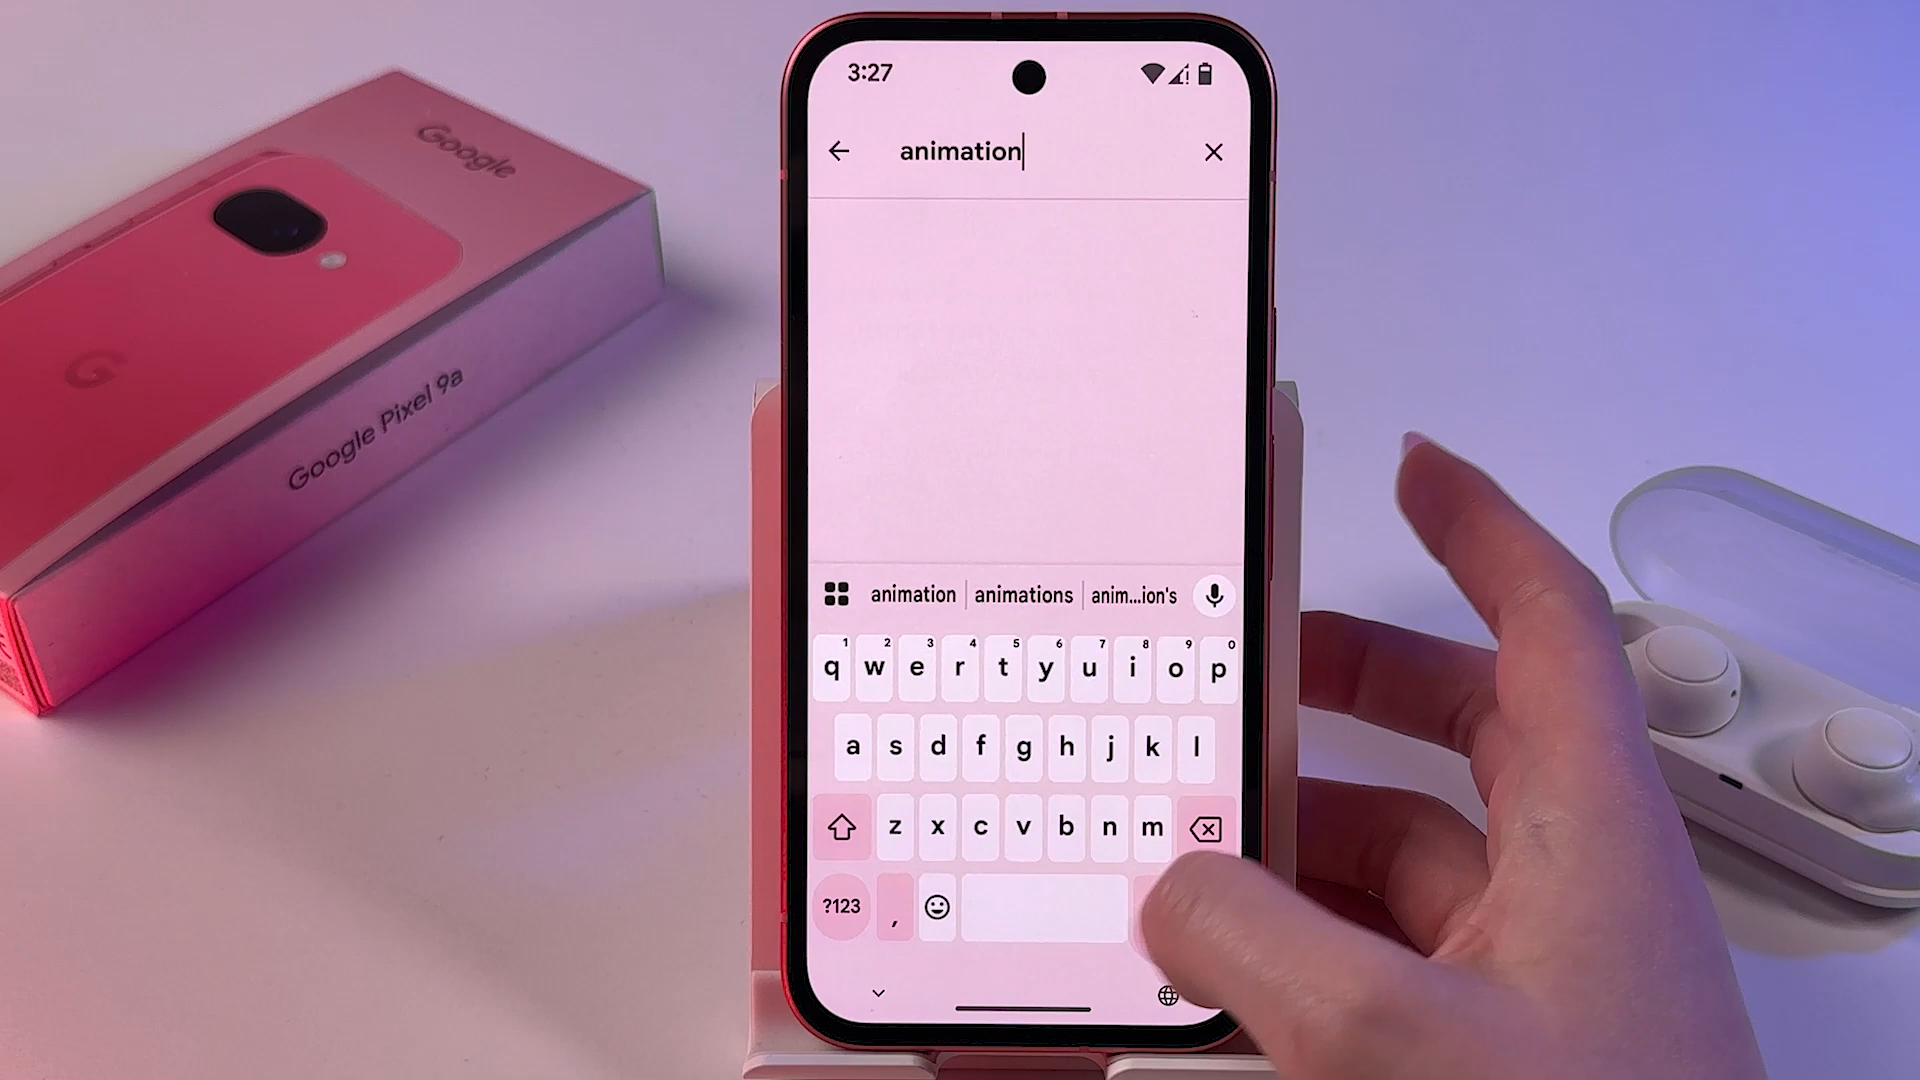 Google
G
Google Pixel 9a
3:27
animation
animation animations anim...ion's
1 2 3 4 5 6 7 8 9 0
q w e r t y u i o p
a s d f g h j k l
z x c v b n m
?123 ,